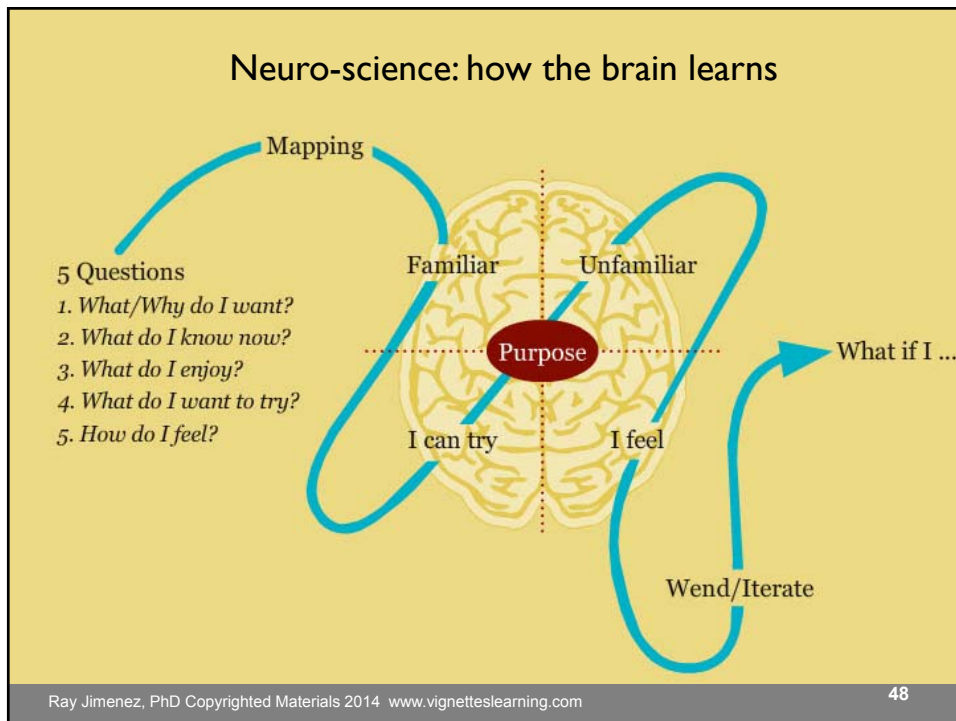 Neuro-science: how the brain learns
Mapping
5 Questions
1. What/Why do I want?
2. What do I know now?
3. What do I enjoy?
4. What do I want to try?
5. How do I feel?
Familiar
Unfamiliar
Purpose
I can try
I feel
What if I ...
Wend/Iterate
Ray Jimenez, PhD Copyrighted Materials 2014 www.vignetteslearning.com
48